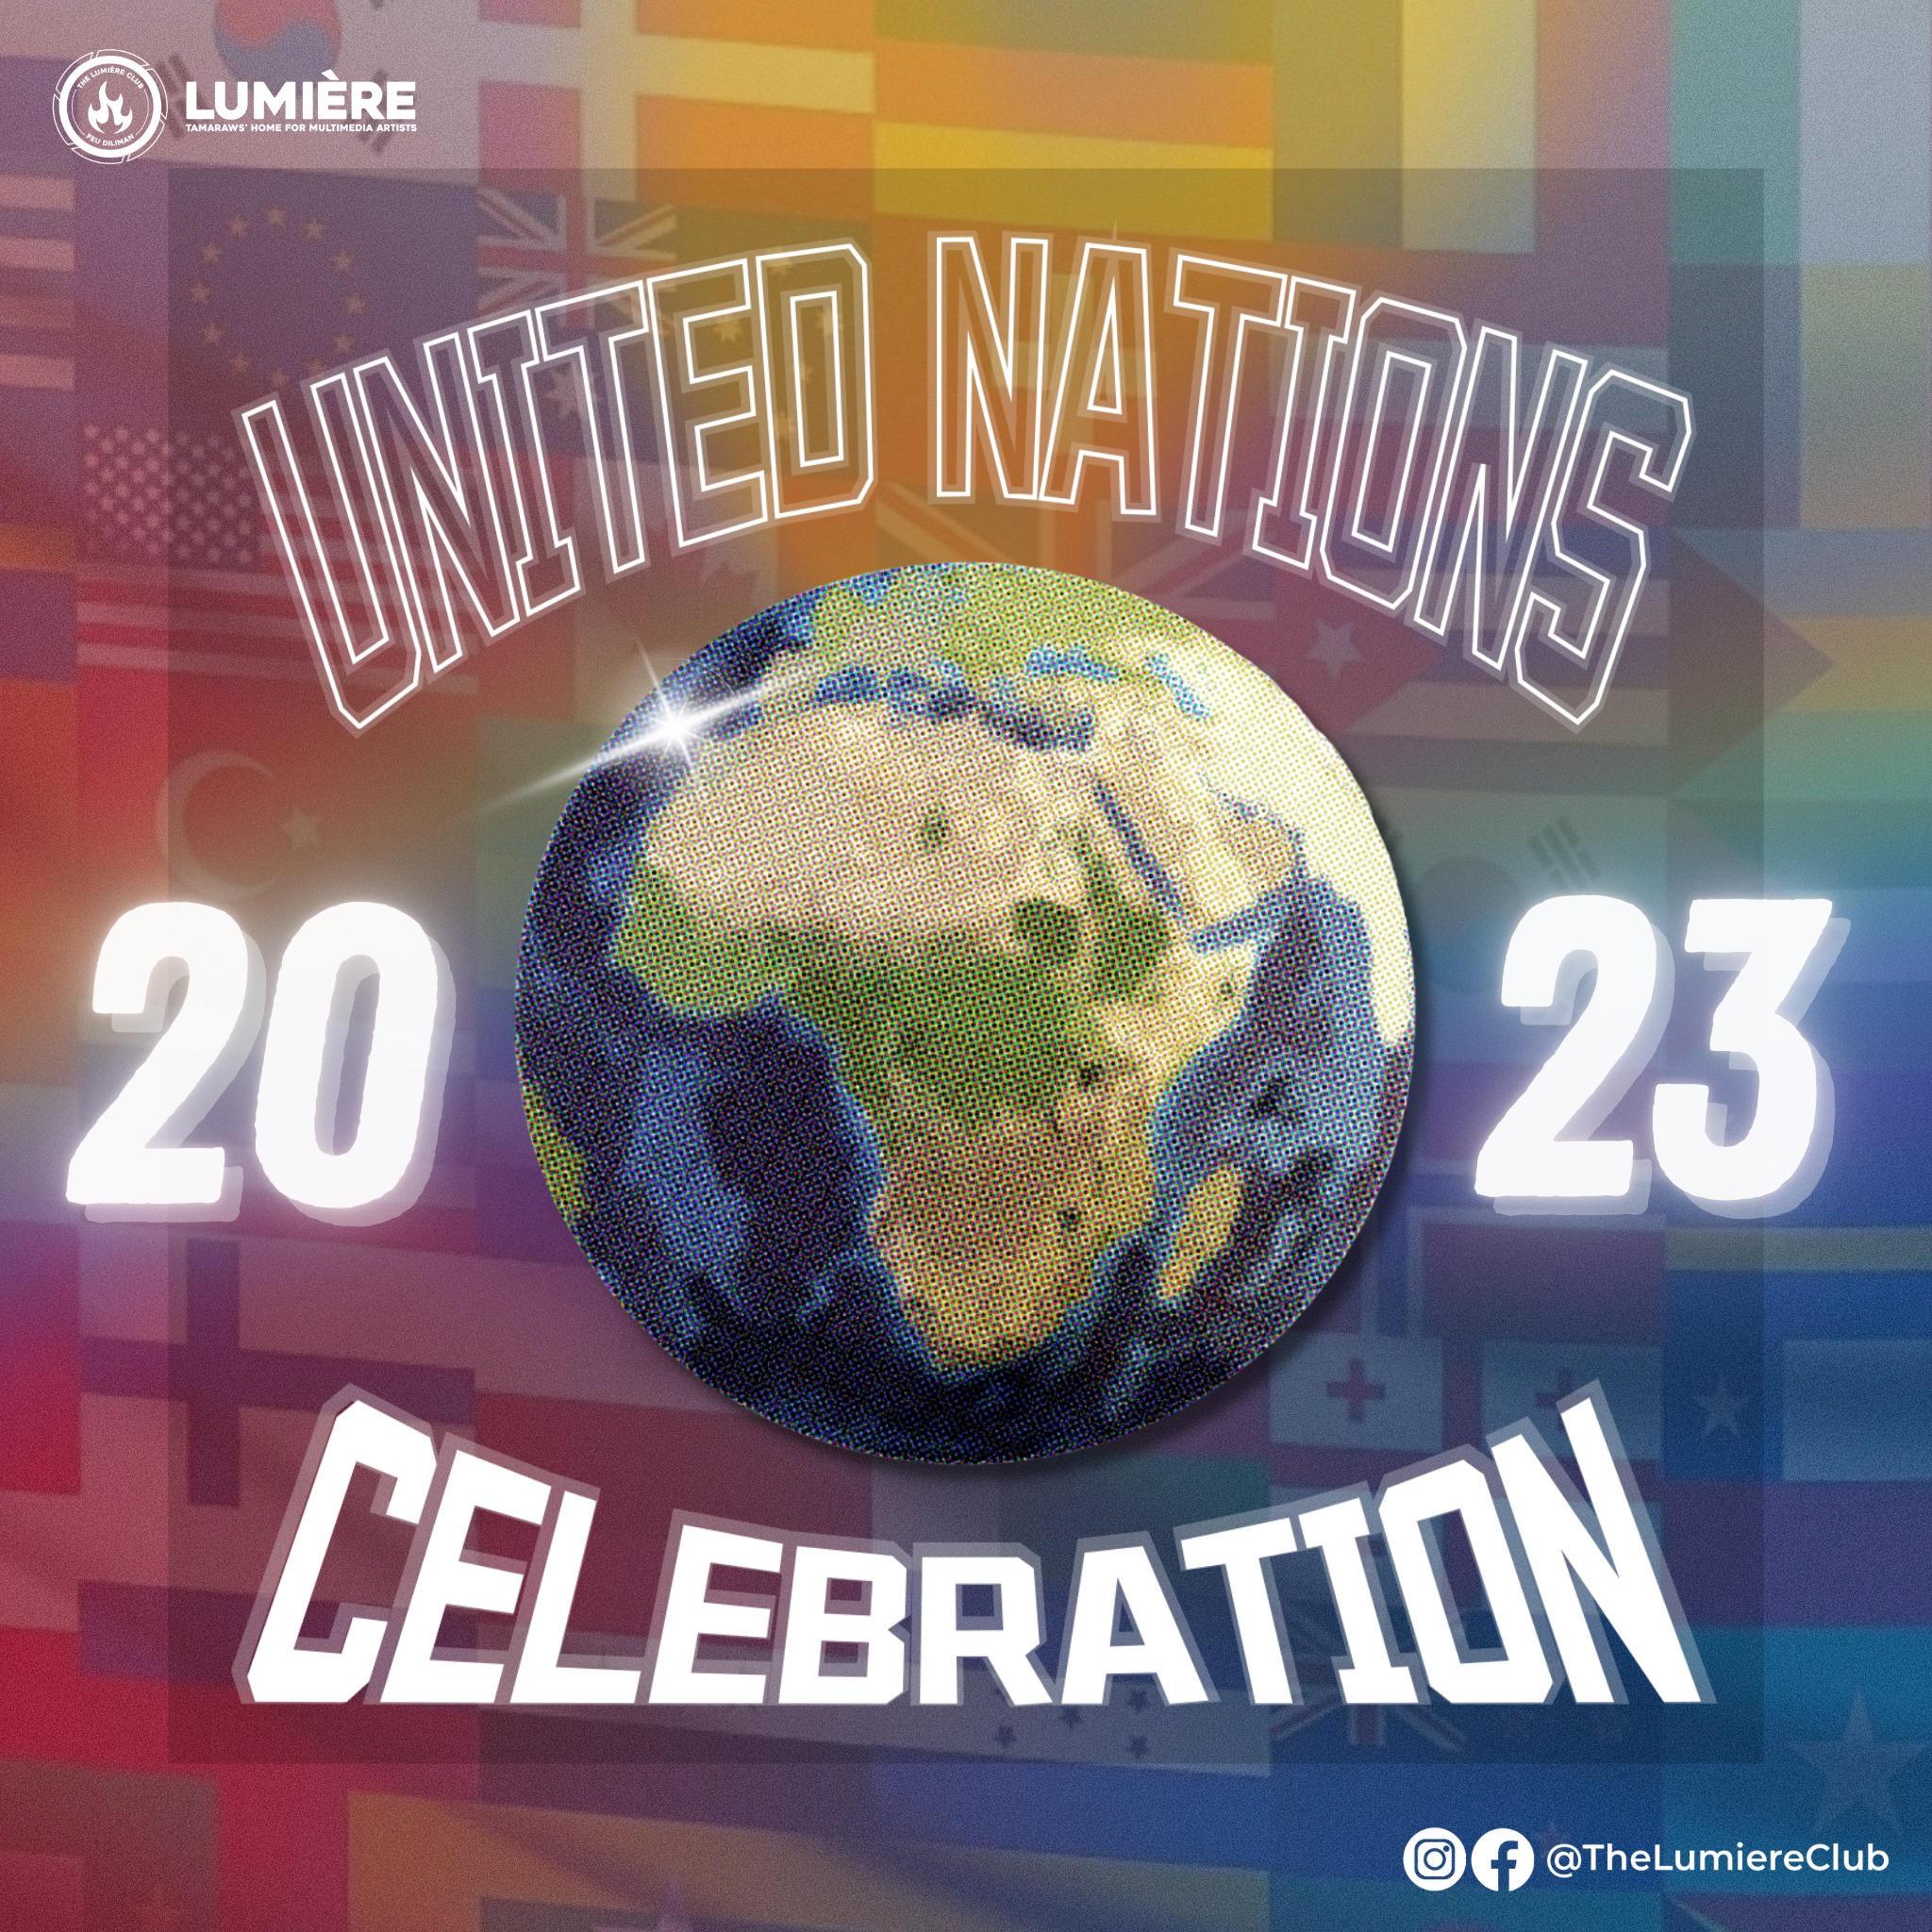 THE LUMIÈRE CLUB
FEU DILIMAN
LUMIÈRE
TAMARAWS' HOME FOR MULTIMEDIA ARTISTS
UNITED NATIONS
20 23
CELEBRATION
@TheLumiereClub